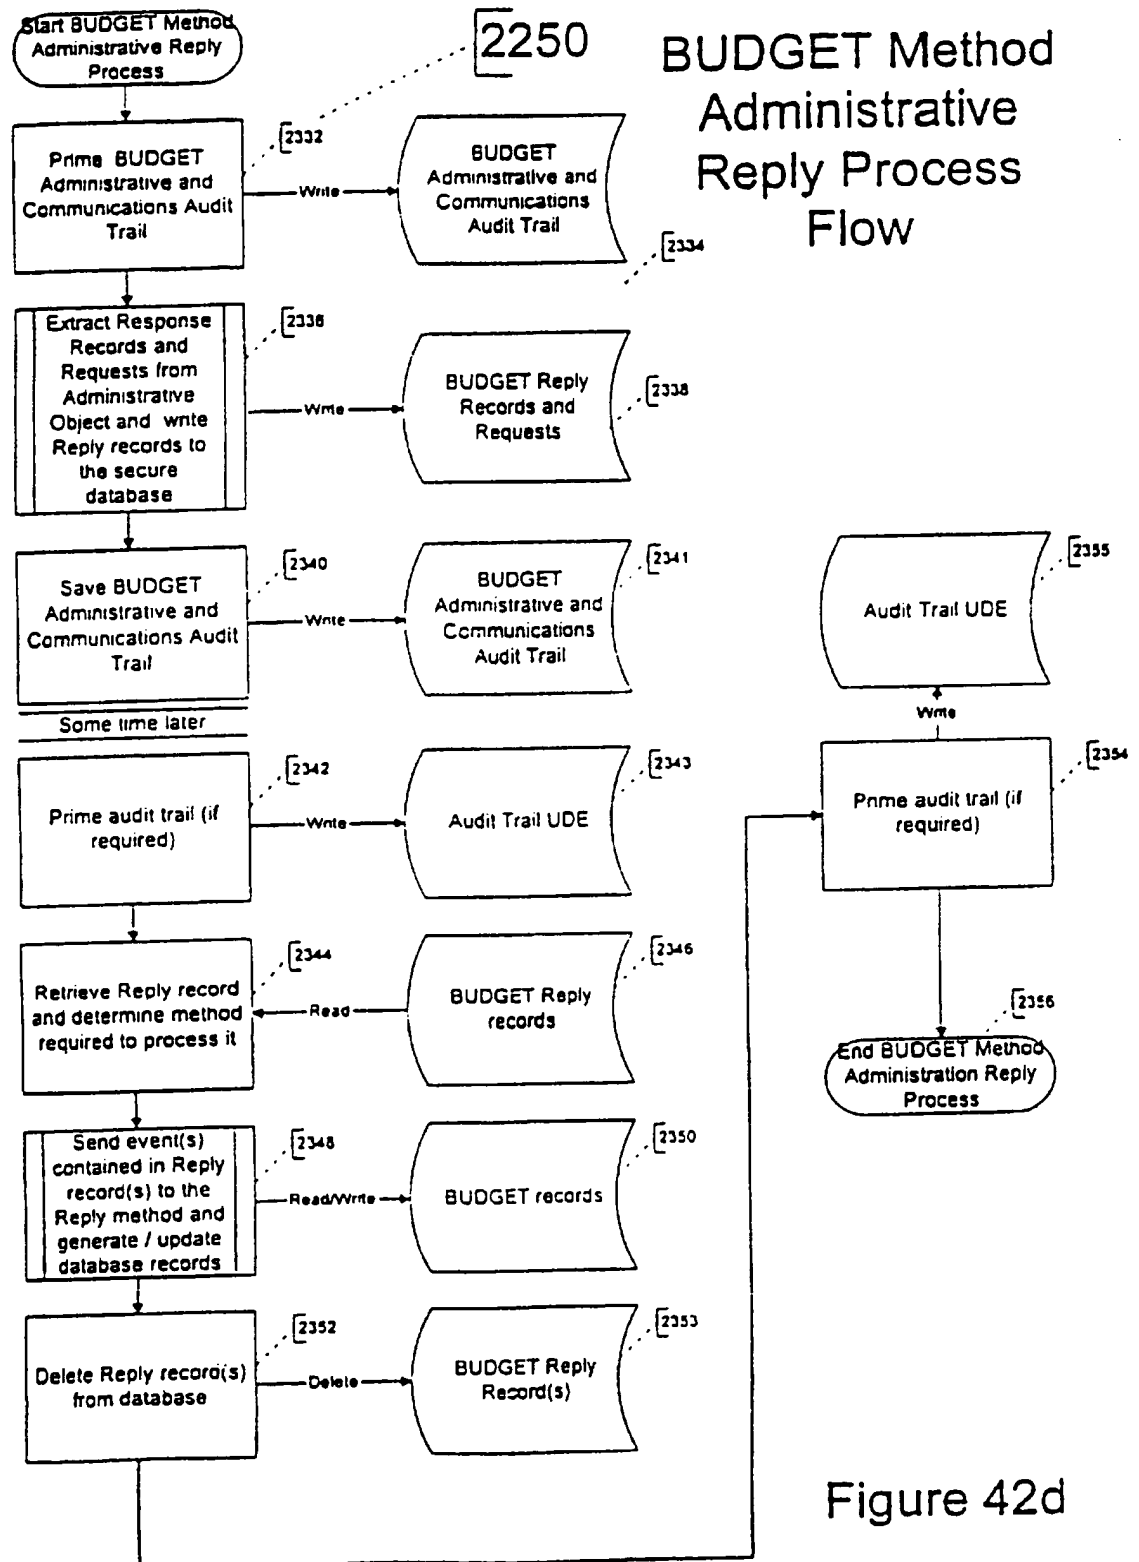 Start BUDGET Method
Administrative Reply
Process
2250
BUDGET Method
Administrative
Reply Process
Flow
Prime BUDGET
Administrative and
Communications Audit
Trail
2332
Write
BUDGET
Administrative and
Communications
Audit Trail
2334
Extract Response
Records and
Requests from
Administrative
Object and write
Reply records to
the secure
database
2336
Write
BUDGET Reply
Records and
Requests
2338
Save BUDGET
Administrative and
Communications Audit
Trail
2340
Write
BUDGET
Administrative and
Communications
Audit Trail
2341
Some time later
Prime audit trail (if
required)
2342
Write
Audit Trail UDE
2343
Retrieve Reply record
and determine method
required to process it
2344
Read
BUDGET Reply
records
2346
Send event(s)
contained in Reply
record(s) to the
Reply method and
generate / update
database records
2348
Read/Write
BUDGET records
2350
Delete Reply record(s)
from database
2352
Delete
BUDGET Reply
Record(s)
2353
Audit Trail UDE
2355
Write
Prime audit trail (if
required)
2354
2356
End BUDGET Method
Administration Reply
Process
Figure 42d